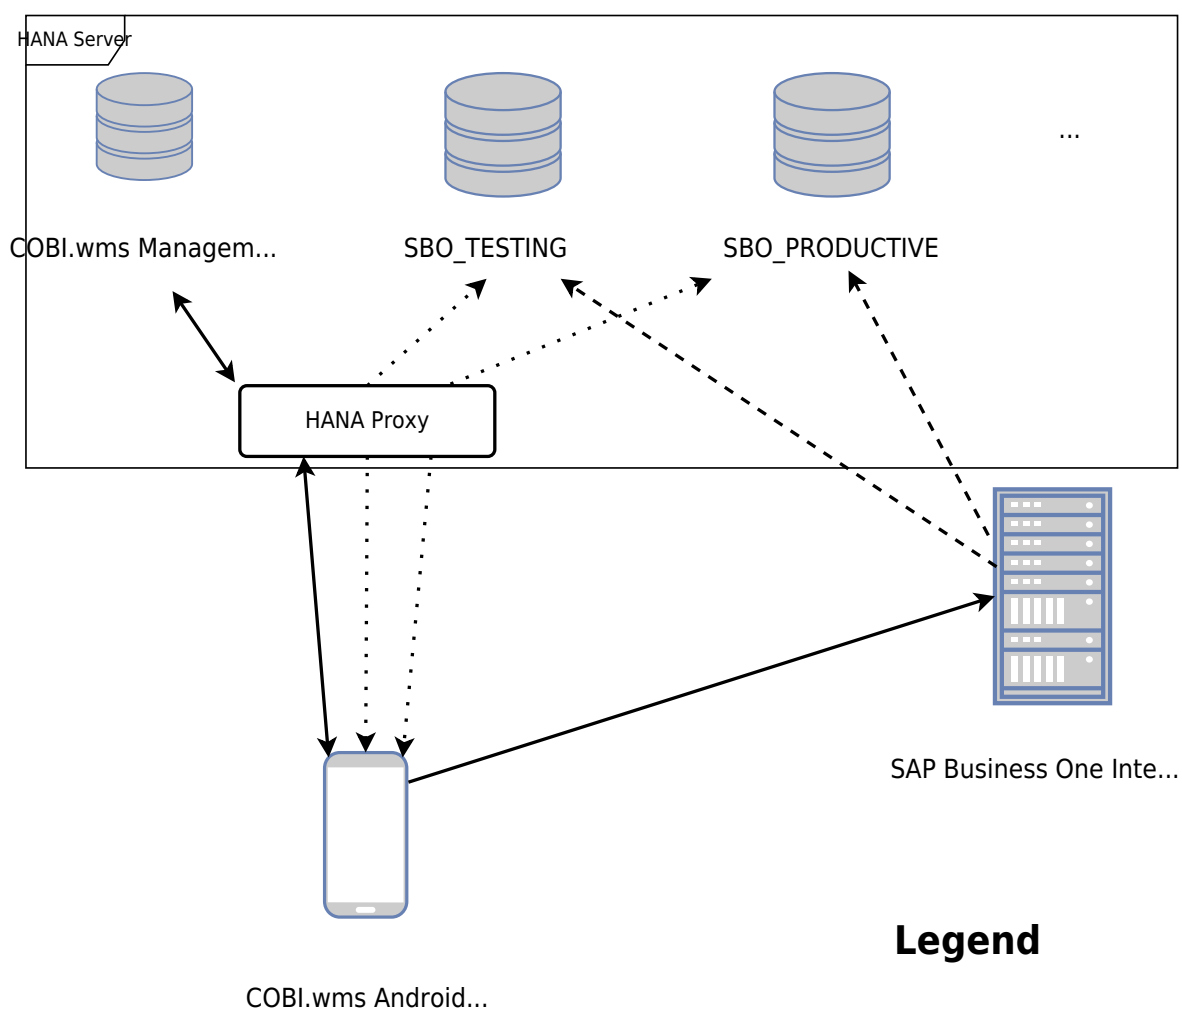 HANA Server
...
COBI.wms Managem...
SBO_TESTING
SBO_PRODUCTIVE
HANA Proxy
SAP Business One Inte...
Legend
COBI.wms Android...